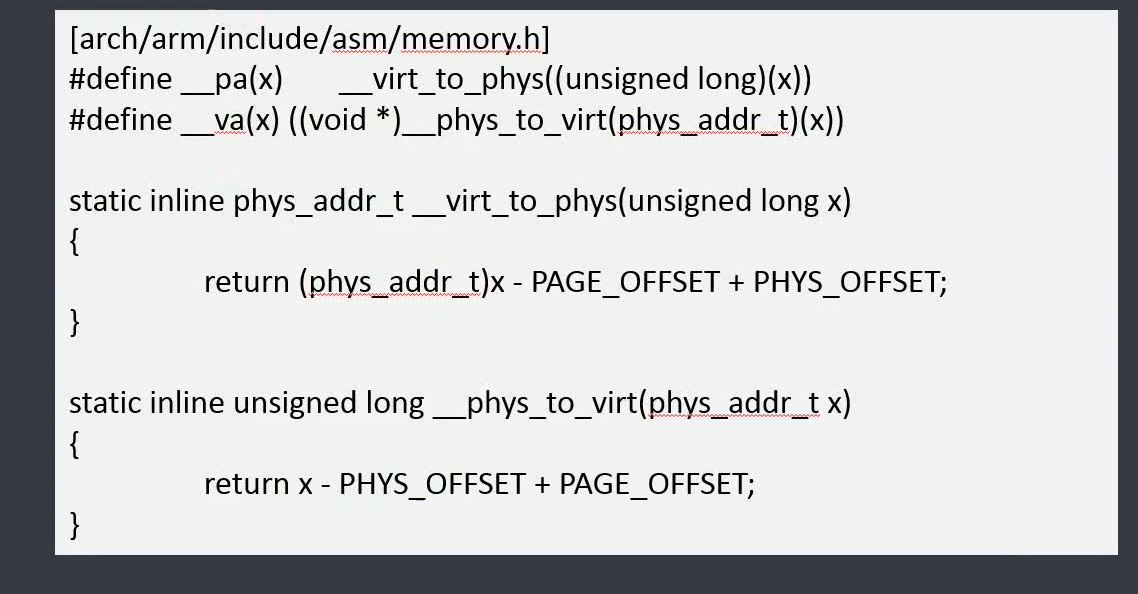 [arch/arm/include/asm/memory.h]
#define __pa(x) __virt_to_phys((unsigned long)(x))
#define __va(x) ((void *)__phys_to_virt(phys_addr_t)(x))
static inline phys_addr_t __virt_to_phys(unsigned long x)
{
return (phys_addr_t)x - PAGE_OFFSET + PHYS_OFFSET;
}
static inline unsigned long __phys_to_virt(phys_addr_t x)
{
return x - PHYS_OFFSET + PAGE_OFFSET;
}